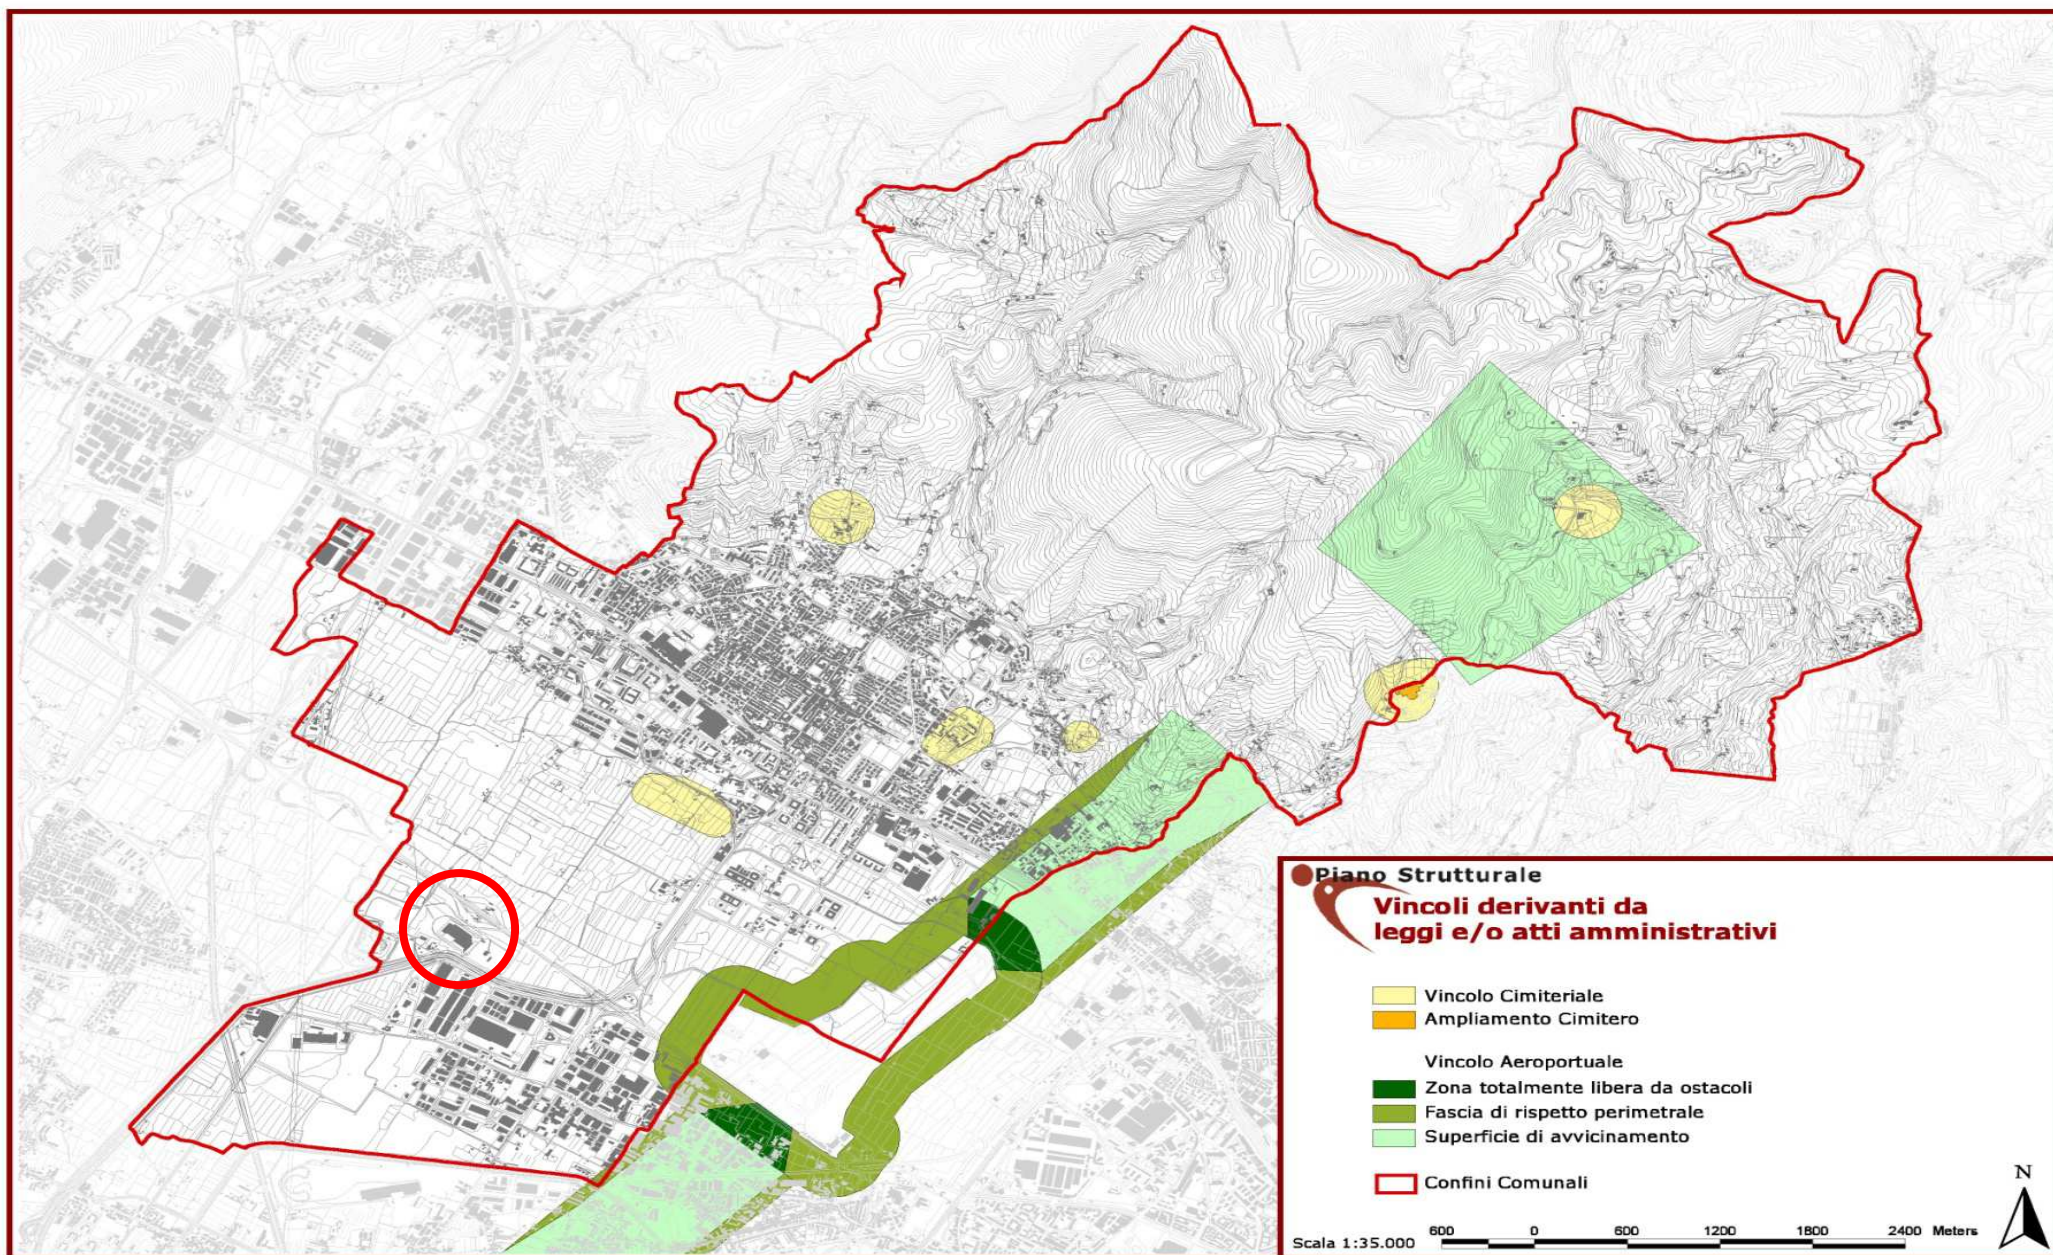 Piano Strutturale
Vincoli derivanti da
leggi e/o atti amministrativi
Vincolo Cimiteriale
Ampliamento Cimitero
Vincolo Aeroportuale
Zona totalmente libera da ostacoli
Fascia di rispetto perimetrale
Superficie di avvicinamento
Confini Comunali
N
Scala 1:35.000 600 0 600 1200 1800 2400 Meters